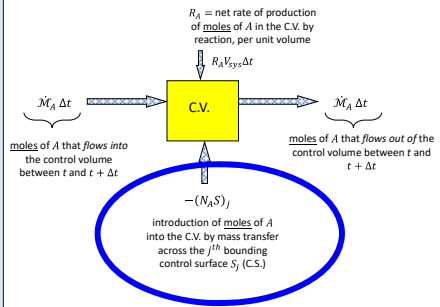 R_A = net rate of production
of moles of A in the C.V. by
reaction, per unit volume
R_A V_sys Δt
C.V.
ℳ̇_A Δt
ℳ̇_A Δt
moles of A that flows into
the control volume
between t and t + Δt
moles of A that flows out of the
control volume between t and
t + Δt
−(N_A S)_j
introduction of moles of A
into the C.V. by mass transfer
across the j^th bounding
control surface S_j (C.S.)